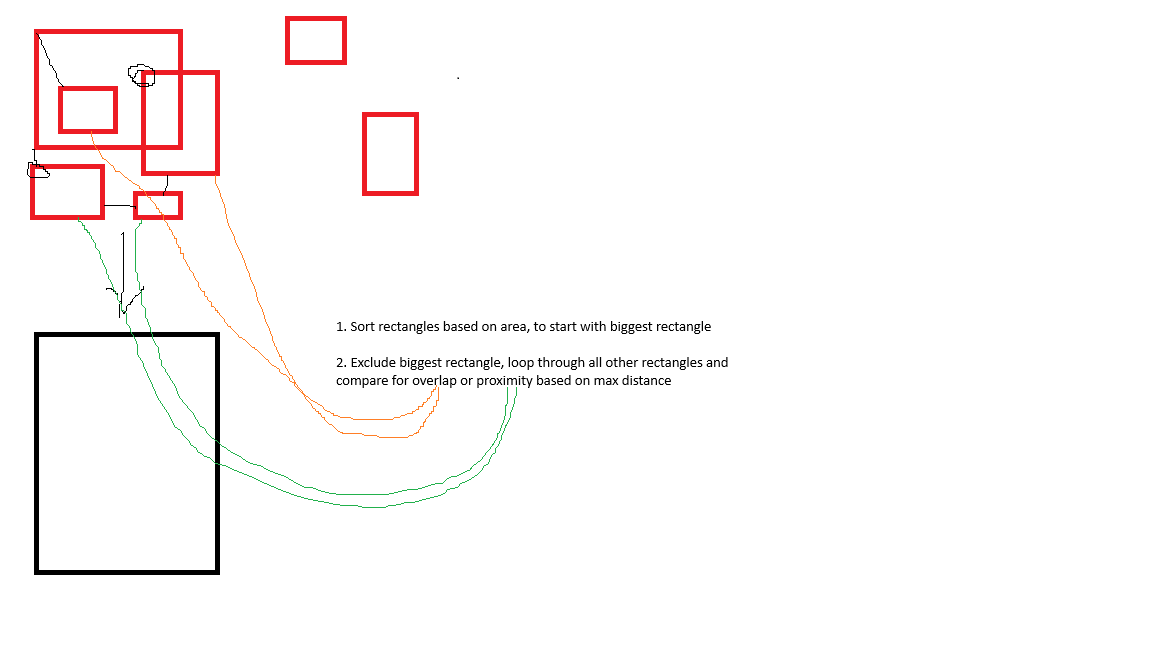 1. Sort rectangles based on area, to start with biggest rectangle
2. Exclude biggest rectangle, loop through all other rectangles and
compare for overlap or proximity based on max distance